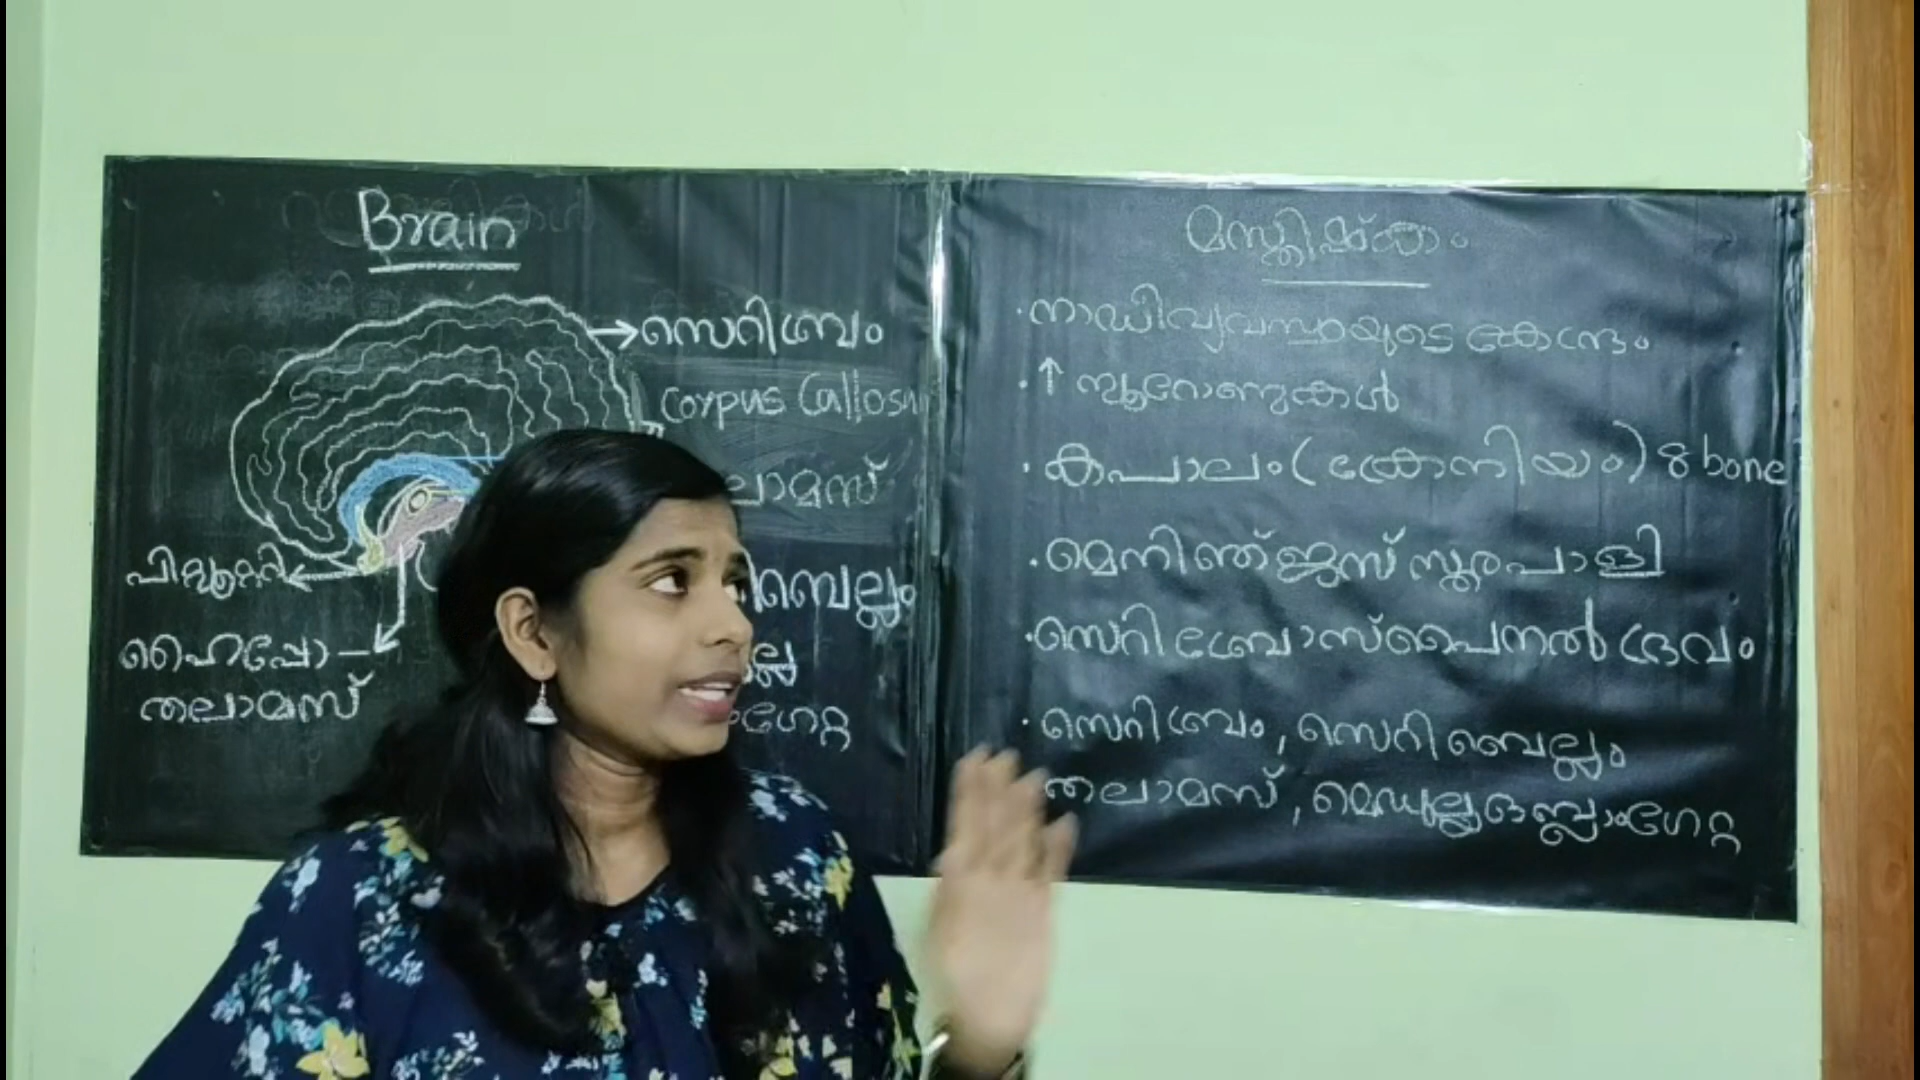 Brain
സെറിബ്രം
Corpus Callosu
ലാമസ്
ബെല്ലം
പിറ്റ്യൂറ്ററി
ഹൈപ്പോ
തലാമസ്
ല്ല
ംഗേറ്റ
മസ്തിഷ്ക്കം
· നാഡീവ്യവസ്ഥയുടെ കേന്ദ്രം
· ↑ ന്യൂറോണുകൾ
· കപാലം (ക്രേനിയം) 8 bone
· മെനിഞ്ജസ് സ്തരപാളി
· സെറിബ്രോസ്പൈനൽ ദ്രവം
· സെറിബ്രം, സെറിബെല്ലം
തലാമസ്, മെഡുല്ല ഒബ്ലാംഗേറ്റ